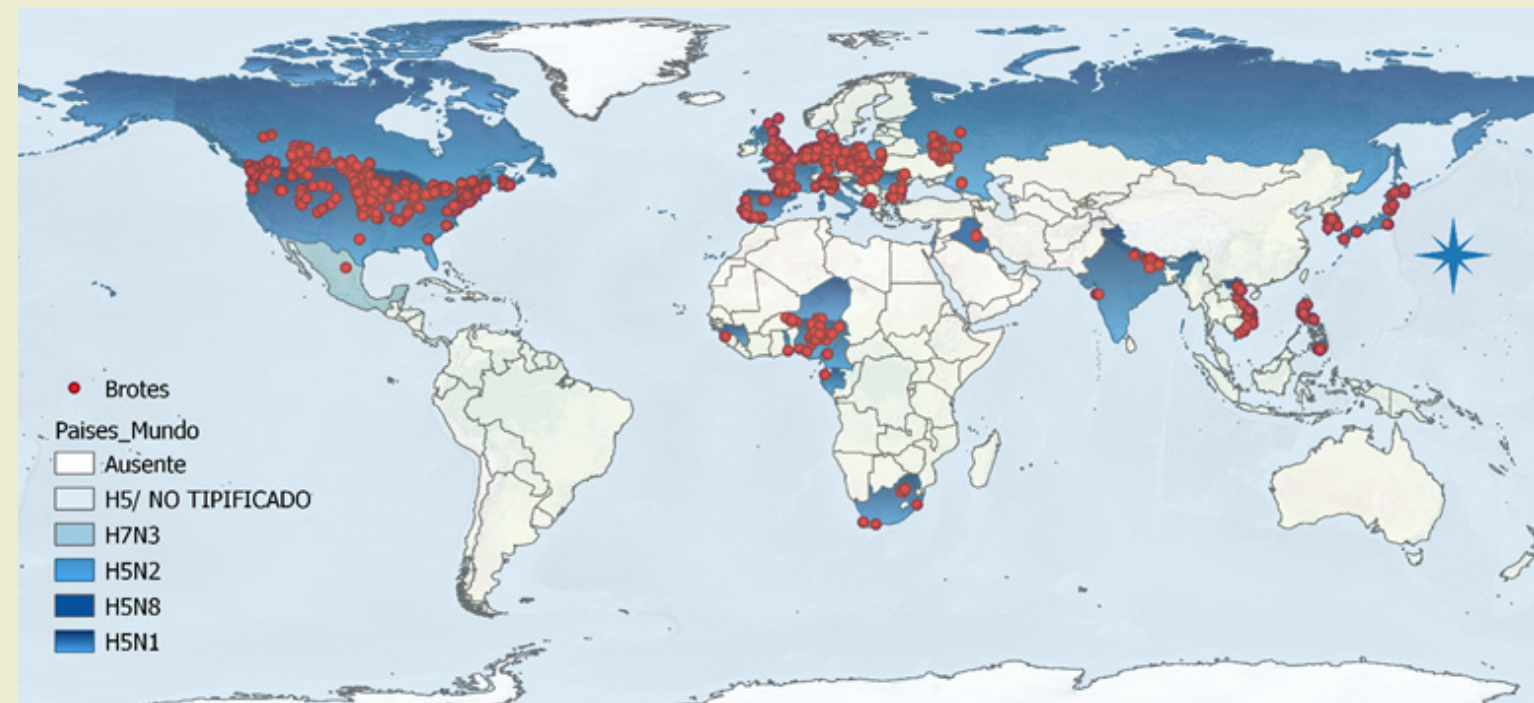 Brotes
Paises_Mundo
Ausente
H5/ NO TIPIFICADO
H7N3
H5N2
H5N8
H5N1